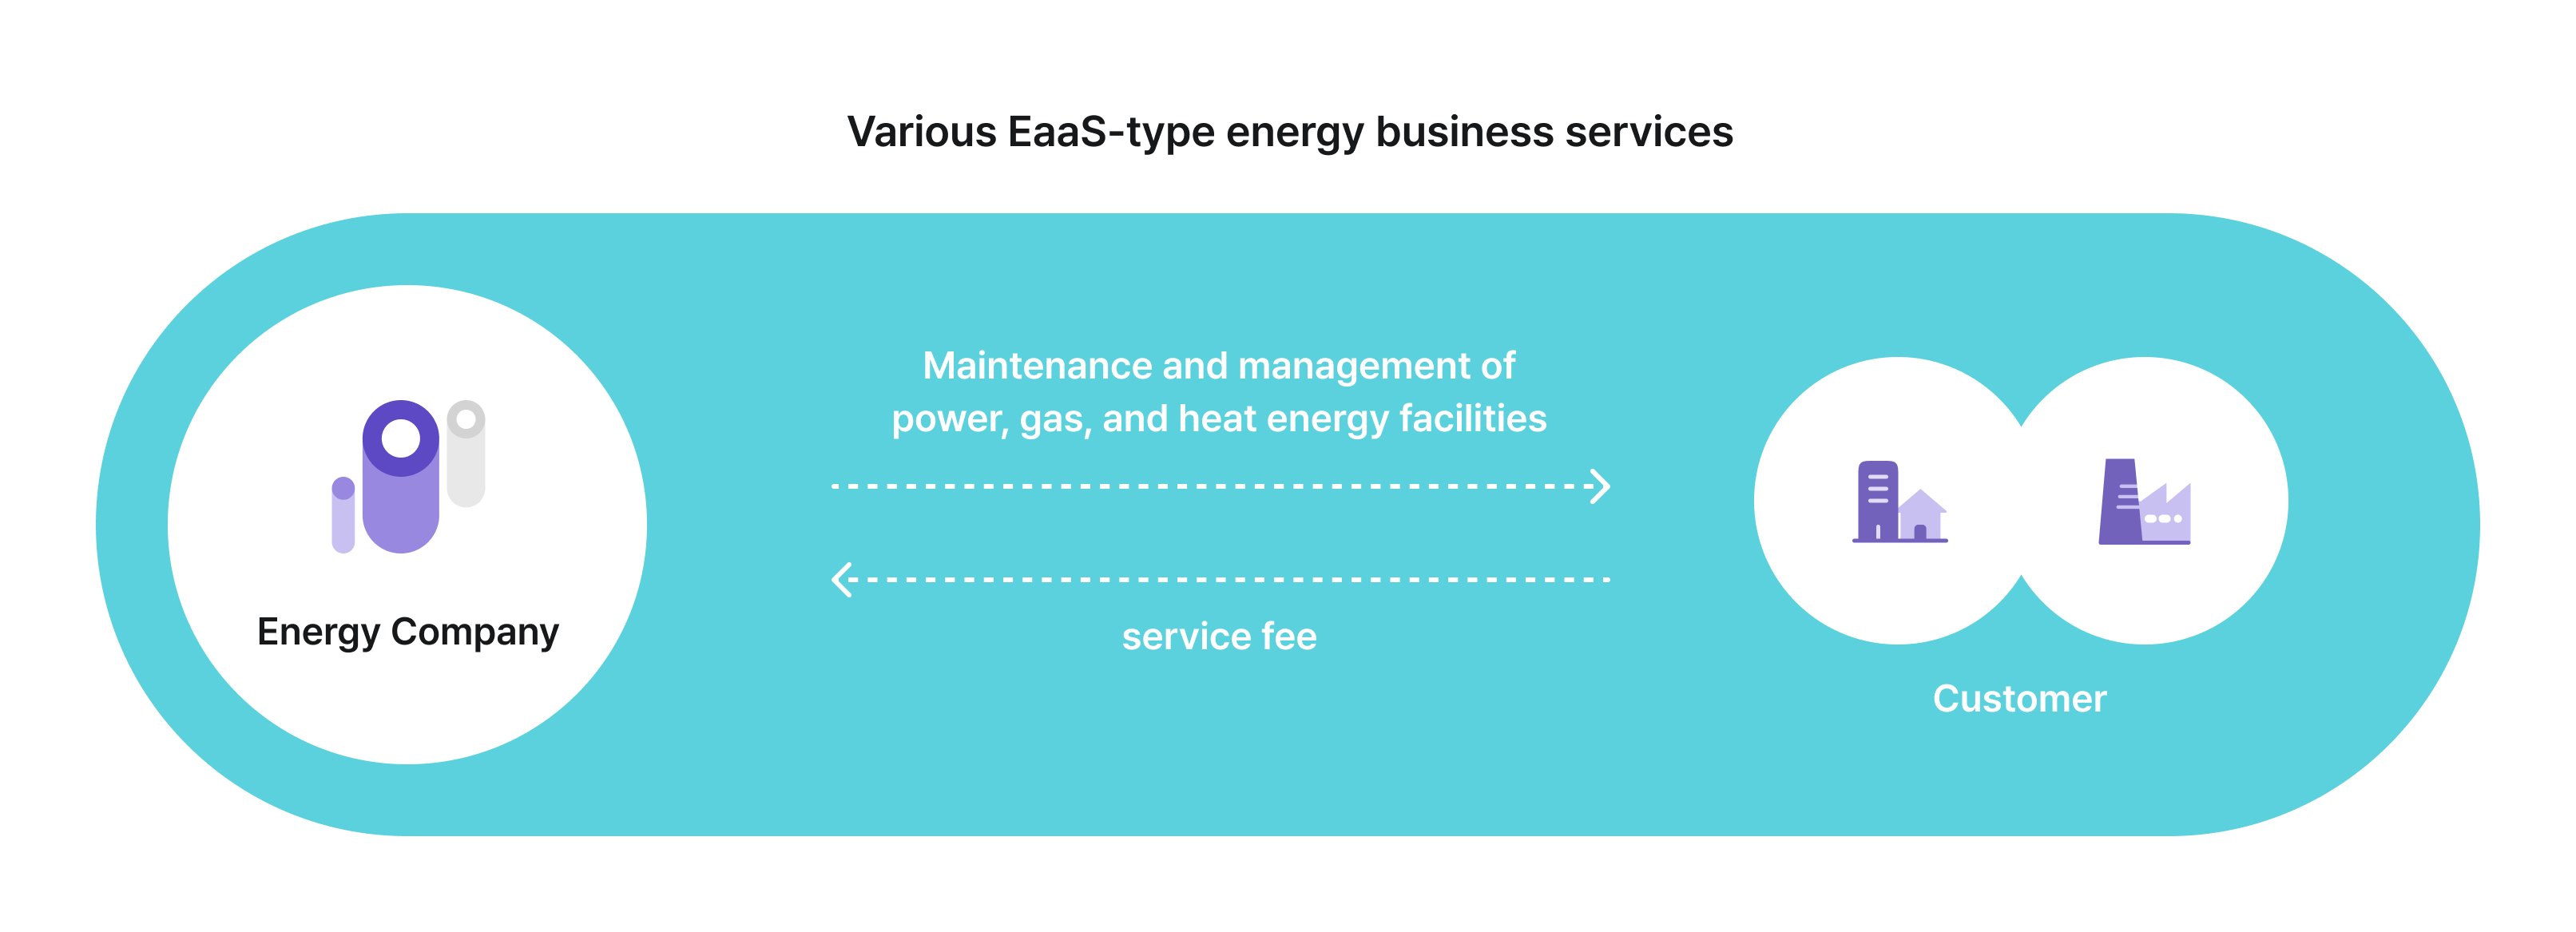 Various EaaS-type energy business services
Maintenance and management of
power, gas, and heat energy facilities
service fee
Energy Company
Customer